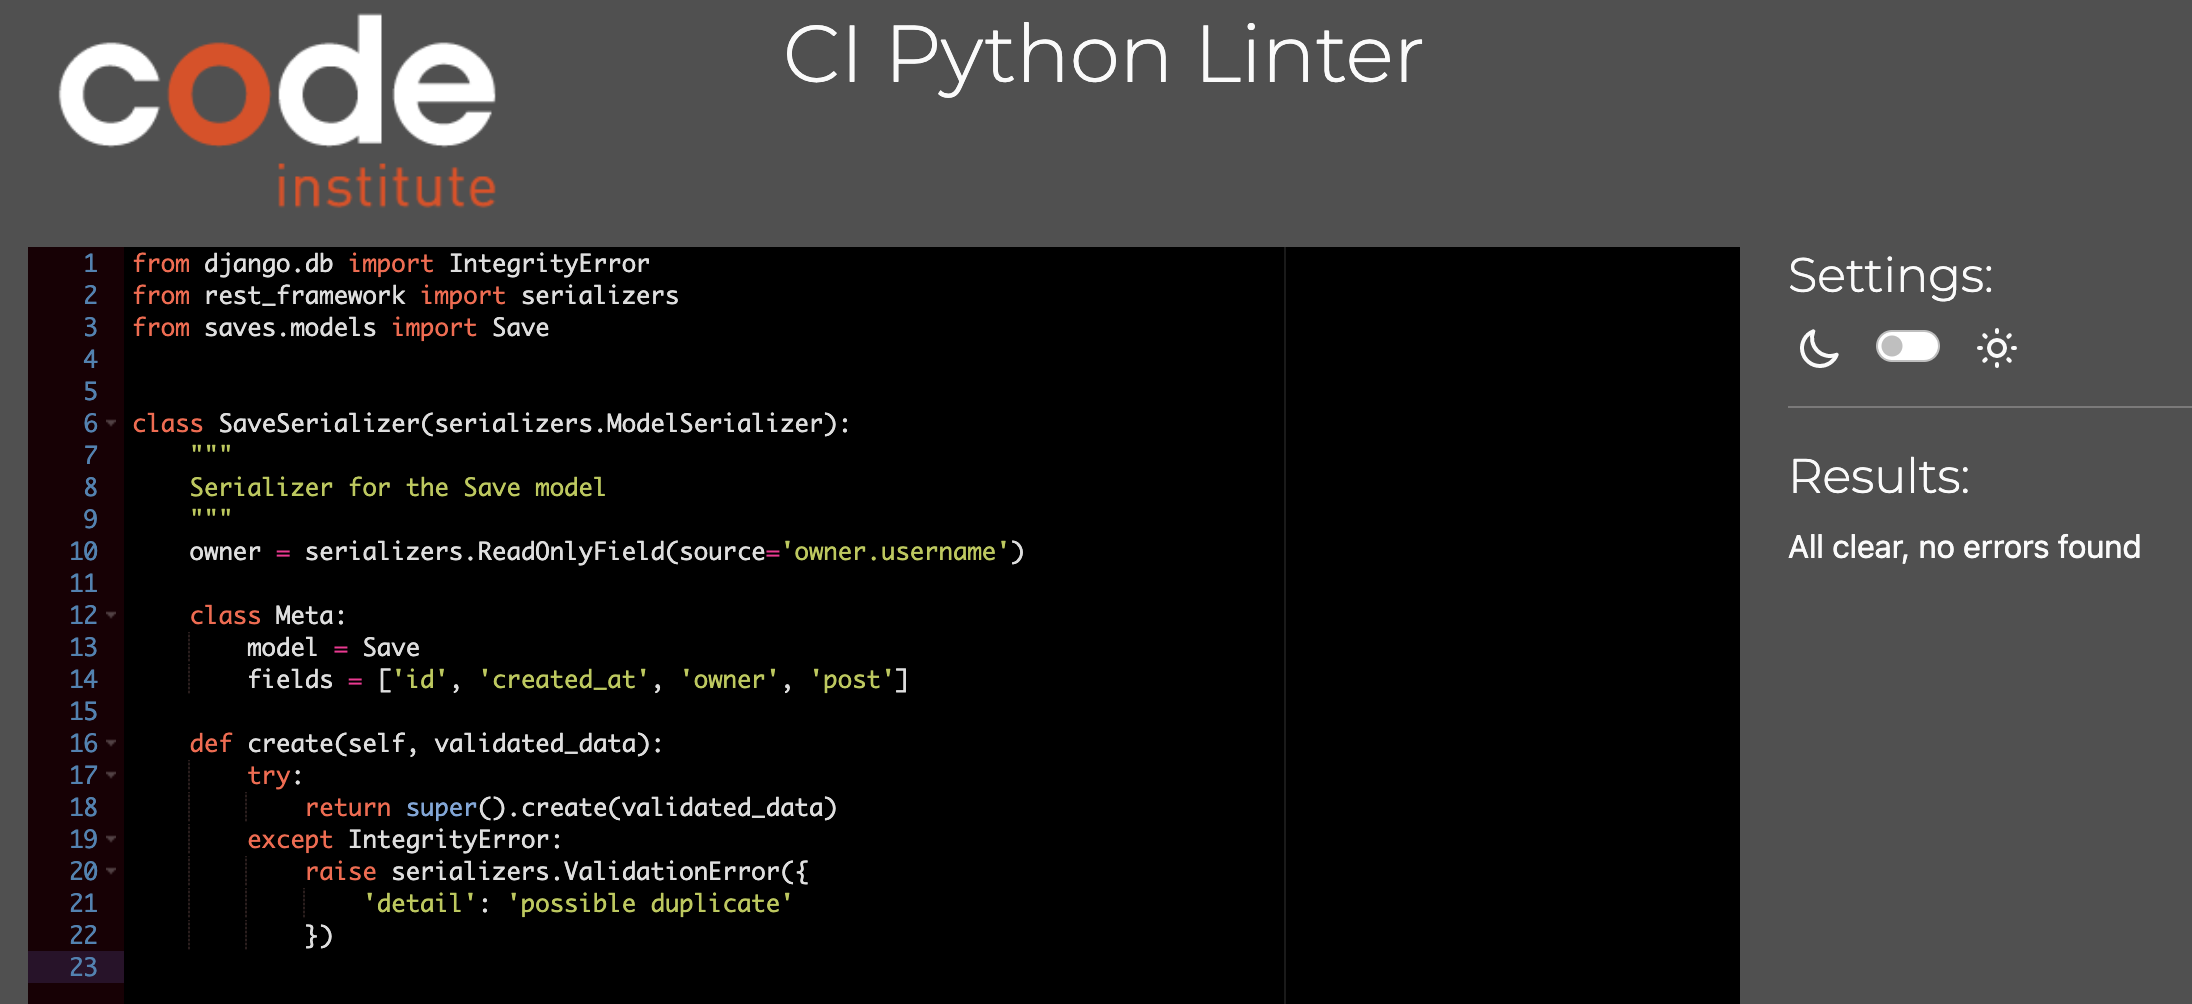 code
institute
CI Python Linter
1 from django.db import IntegrityError
2 from rest_framework import serializers
3 from saves.models import Save
4
5
6 class SaveSerializer(serializers.ModelSerializer):
7     """
8     Serializer for the Save model
9     """
10     owner = serializers.ReadOnlyField(source='owner.username')
11
12     class Meta:
13         model = Save
14         fields = ['id', 'created_at', 'owner', 'post']
15
16     def create(self, validated_data):
17         try:
18             return super().create(validated_data)
19         except IntegrityError:
20             raise serializers.ValidationError({
21                 'detail': 'possible duplicate'
22             })
23
Settings:
Results:
All clear, no errors found